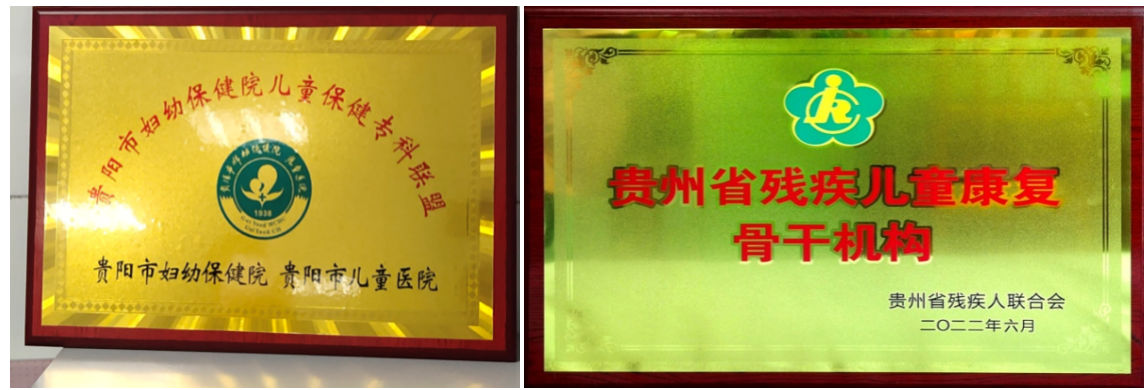 贵阳市妇幼保健院儿童保健专科联盟
1938
贵阳市妇幼保健院 贵阳市儿童医院
贵州省残疾儿童康复
骨干机构
贵州省残疾人联合会
二〇二二年六月